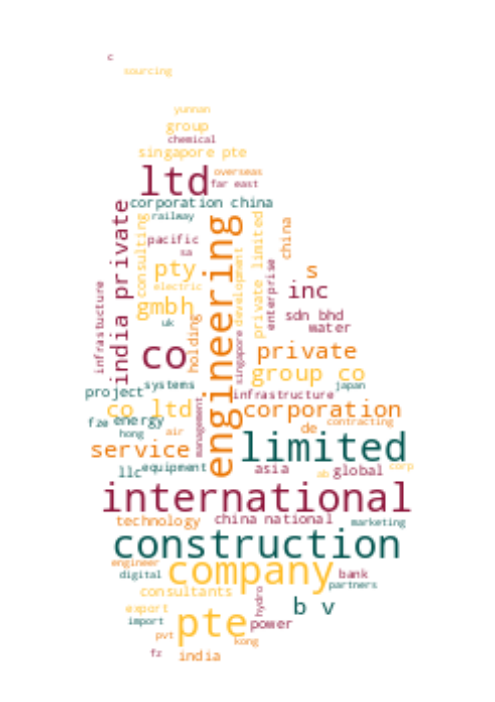 c
sourcing
yunnan
group
chemical
singapore pte
overseas
ltd
far east
corporation china
railway
india private
consulting
engineering
development
private limited
china
pacific
sa
enterprise
pty
s
electric
infrastucture
inc
gmbh
sdn bhd
uk
holding
water
singapore
co
private
group co
systems
japan
project
infrastructure
co ltd
management
corporation
fze
energy
contracting
hong
air
de
service
limited
llc
equipment
asia
global
corp
ab
international
technology
china national
marketing
construction
engineer
digital
company
bank
partners
consultants
hydro
export
b v
import
pte
power
pvt
kong
fz
india